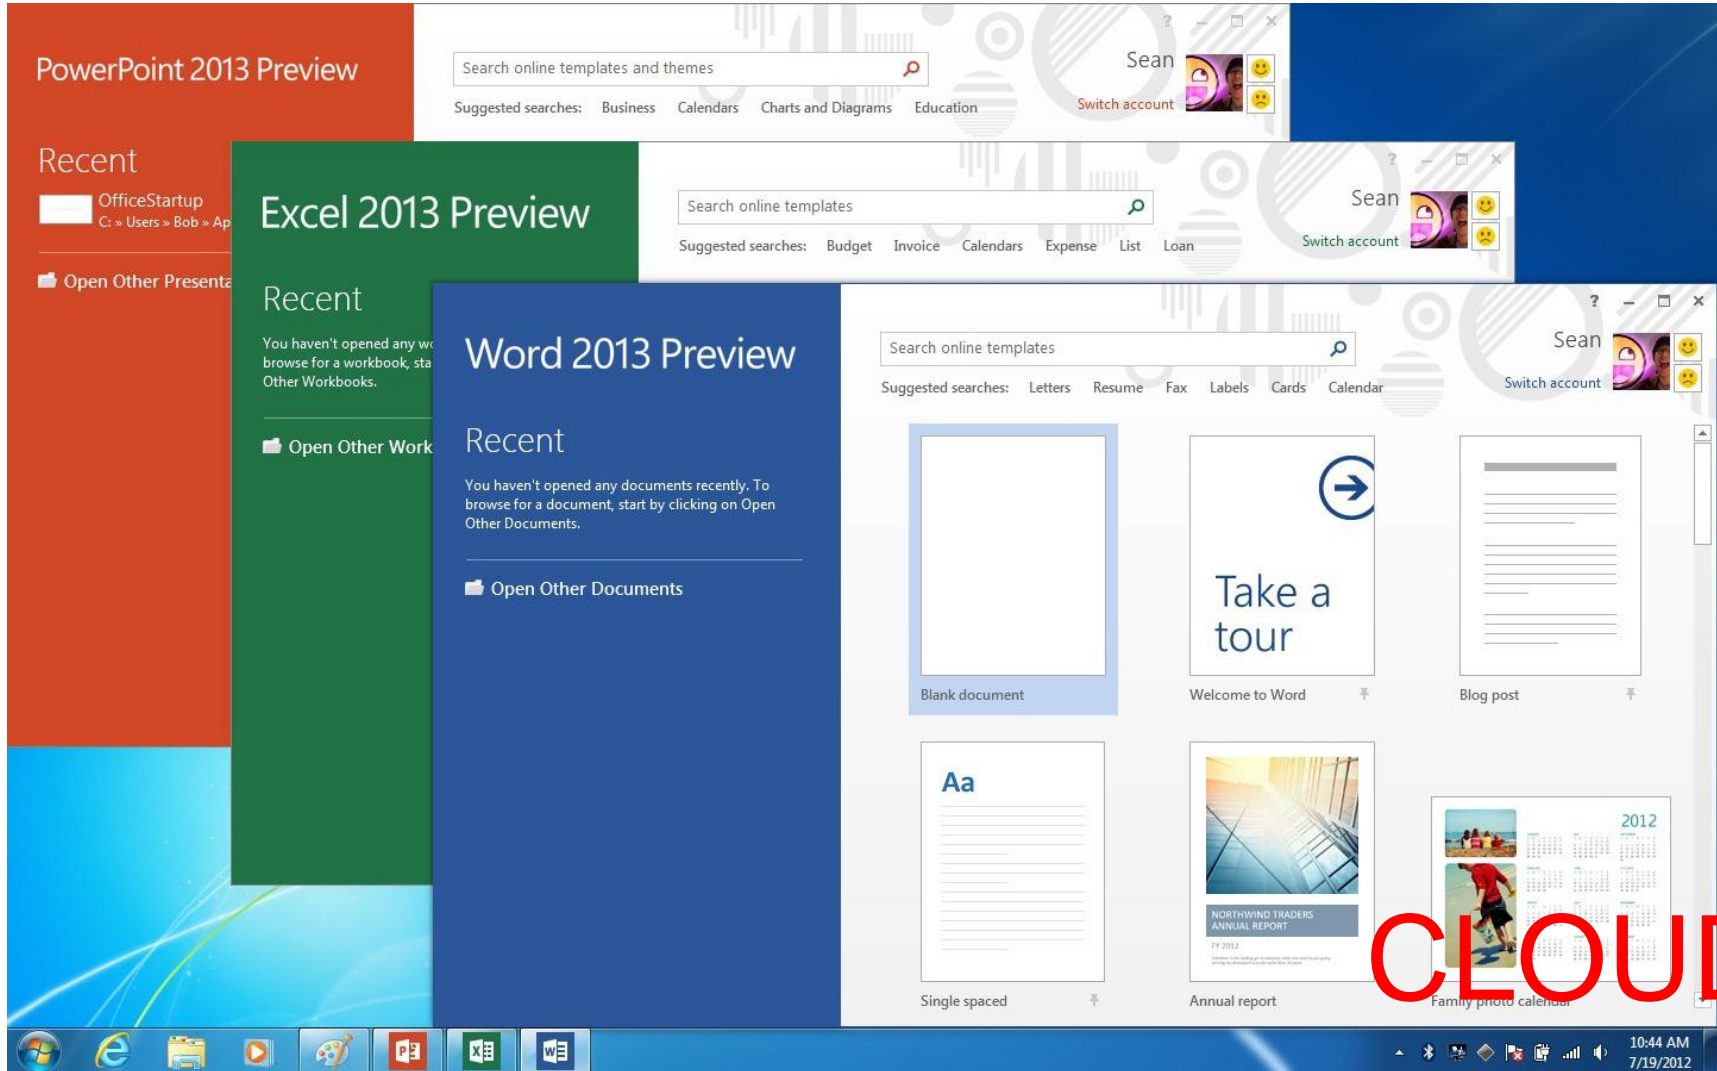 PowerPoint 2013 Preview
Search online templates and themes
Sean
Switch account
Suggested searches: Business Calendars Charts and Diagrams Education
Recent
OfficeStartup
C: » Users » Bob » Ap
Open Other Presenta
Excel 2013 Preview
Search online templates
Sean
Switch account
Suggested searches: Budget Invoice Calendars Expense List Loan
Recent
You haven't opened any wo
browse for a workbook, sta
Other Workbooks.
Open Other Work
? – ×
Word 2013 Preview
Search online templates
Sean
Switch account
Suggested searches: Letters Resume Fax Labels Cards Calendar
Recent
You haven't opened any documents recently. To
browse for a document, start by clicking on Open
Other Documents.
Open Other Documents
Take a
tour
Blank document
Welcome to Word
Blog post
Aa
NORTHWIND TRADERS
ANNUAL REPORT
FY 2012
2012
CLOUD
Single spaced
Annual report
Family photo calendar
10:44 AM
7/19/2012